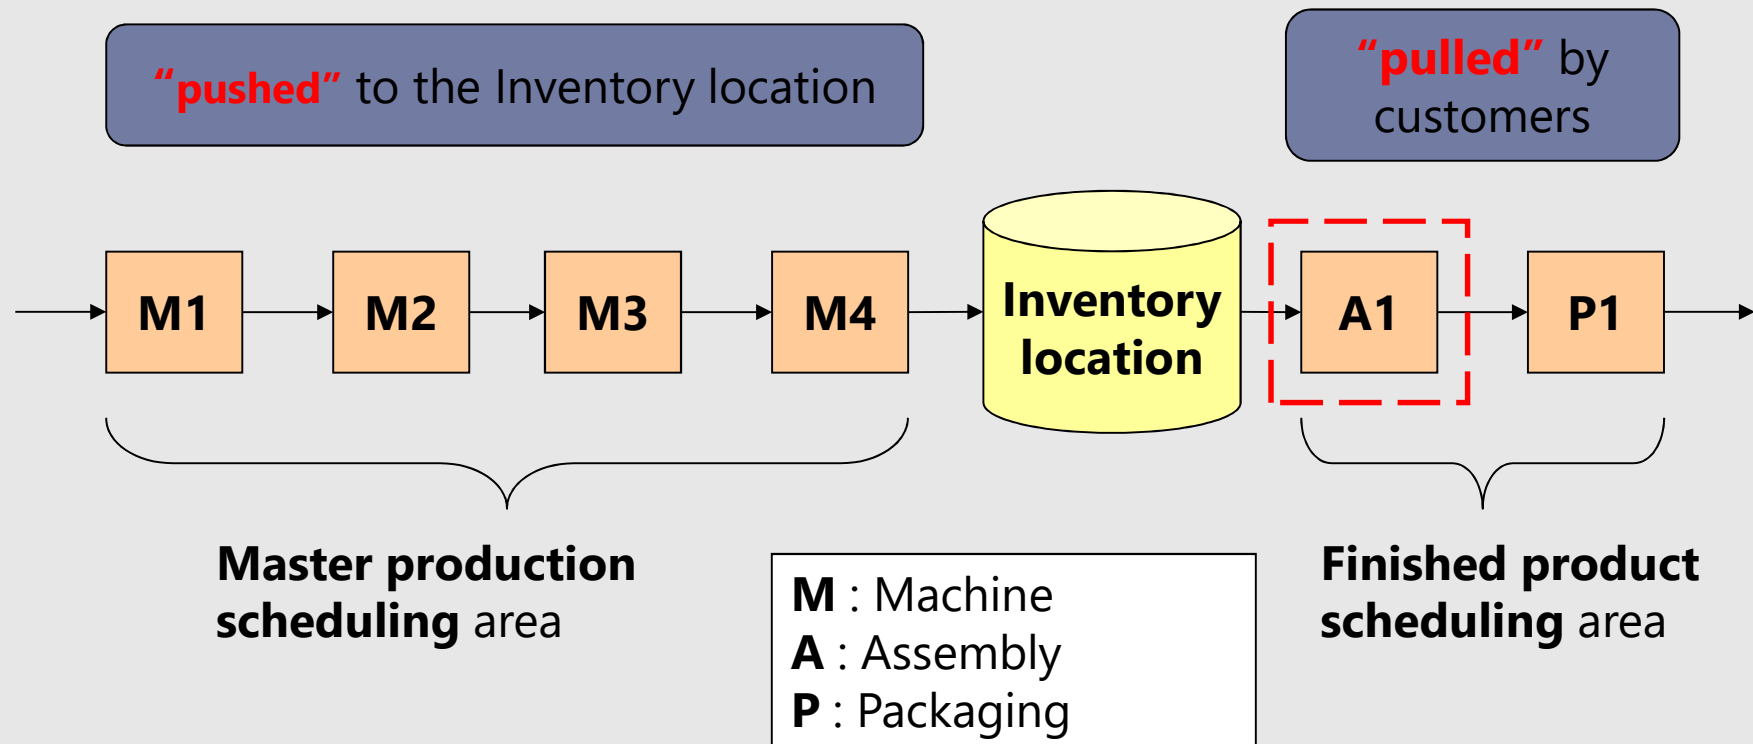 “pushed” to the Inventory location
“pulled” by
customers
M1
M2
M3
M4
Inventory
location
A1
P1
Master production
scheduling area
M : Machine
A : Assembly
P : Packaging
Finished product
scheduling area